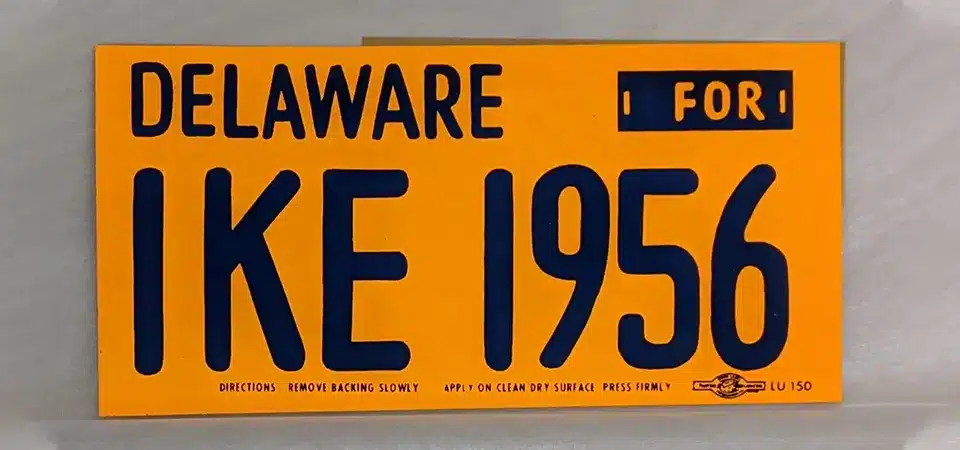 DELAWARE FOR
IKE 1956
DIRECTIONS REMOVE BACKING SLOWLY APPLY ON CLEAN DRY SURFACE PRESS FIRMLY LU 150